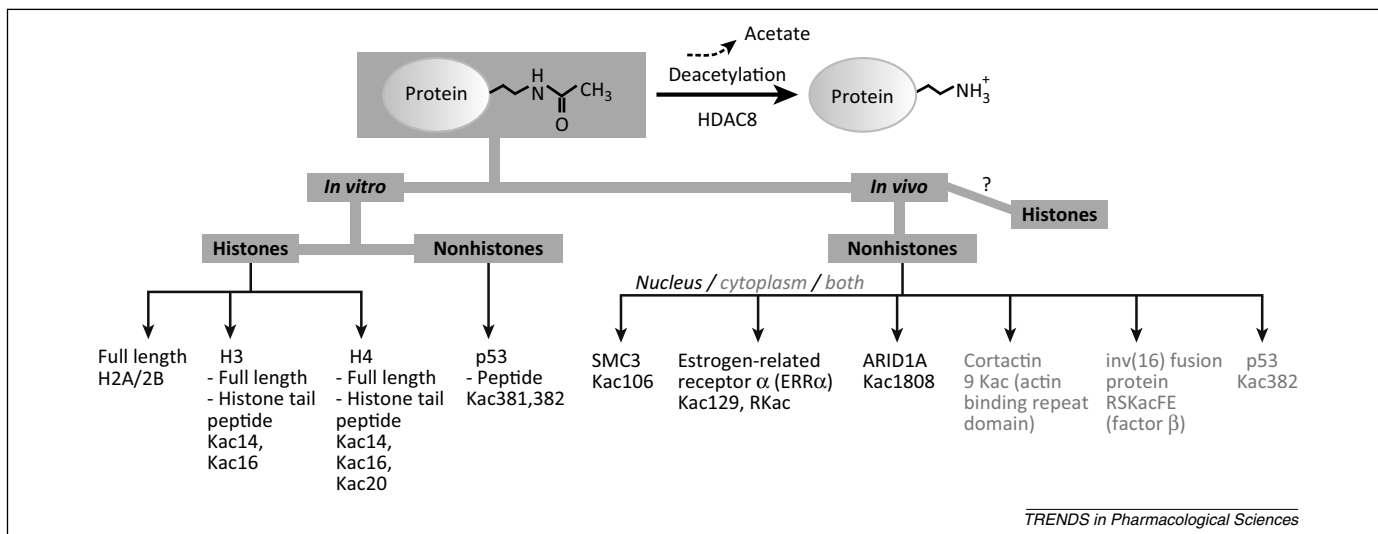 Acetate
Deacetylation
HDAC8
Protein
H
N
CH3
O
Protein
NH3+
In vitro
In vivo
?
Histones
Histones
Nonhistones
Nonhistones
Nucleus / cytoplasm / both
Full length
H2A/2B
H3
- Full length
- Histone tail
peptide
Kac14,
Kac16
H4
- Full length
- Histone tail
peptide
Kac14,
Kac16,
Kac20
p53
- Peptide
Kac381,382
SMC3
Kac106
Estrogen-related
receptor α (ERRα)
Kac129, RKac
ARID1A
Kac1808
Cortactin
9 Kac (actin
binding repeat
domain)
inv(16) fusion
protein
RSKacFE
(factor β)
p53
Kac382
TRENDS in Pharmacological Sciences